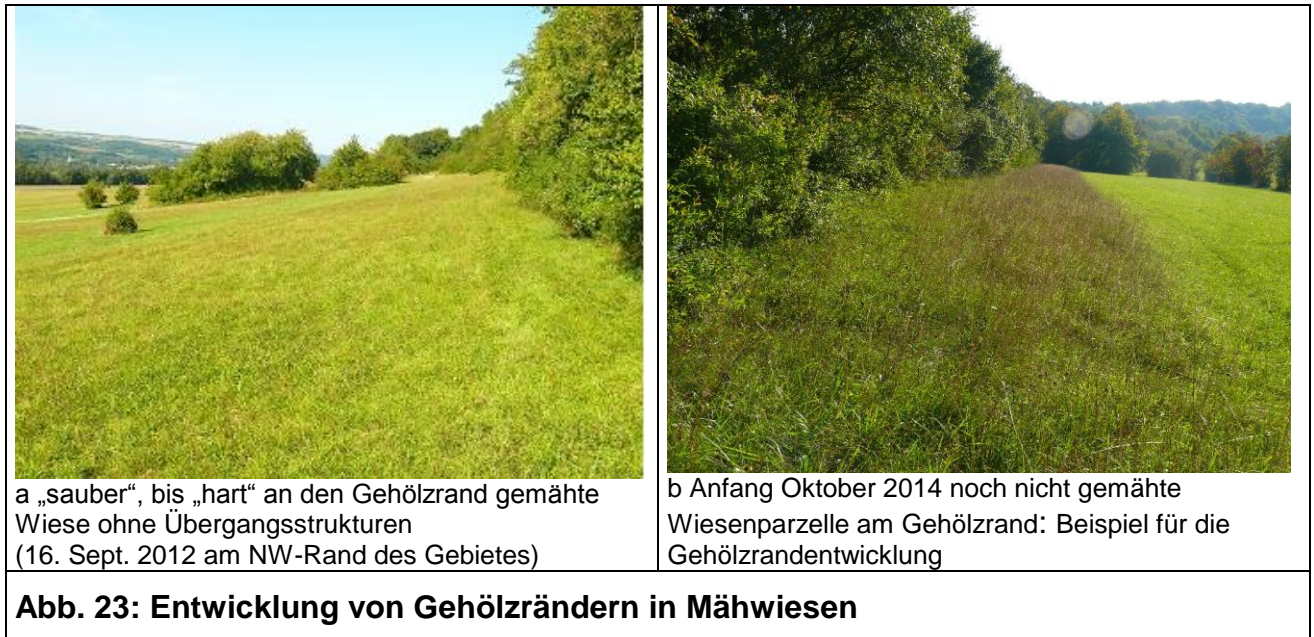 a „sauber“, bis „hart“ an den Gehölzrand gemähte
Wiese ohne Übergangsstrukturen
(16. Sept. 2012 am NW-Rand des Gebietes)
b Anfang Oktober 2014 noch nicht gemähte
Wiesenparzelle am Gehölzrand: Beispiel für die
Gehölzrandentwicklung
Abb. 23: Entwicklung von Gehölzrändern in Mähwiesen